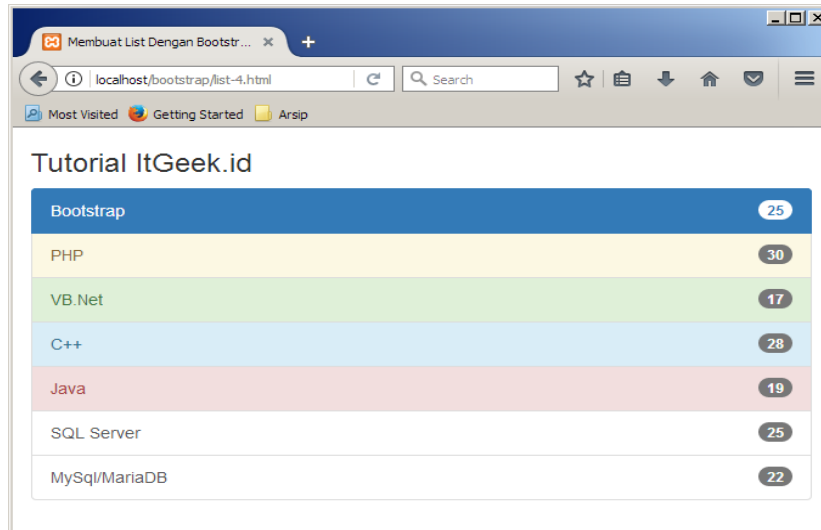 Membuat List Dengan Bootstr...
localhost/bootstrap/list-4.html
Search
Most Visited Getting Started Arsip
Tutorial ItGeek.id
Bootstrap 25
PHP 30
VB.Net 17
C++ 28
Java 19
SQL Server 25
MySql/MariaDB 22